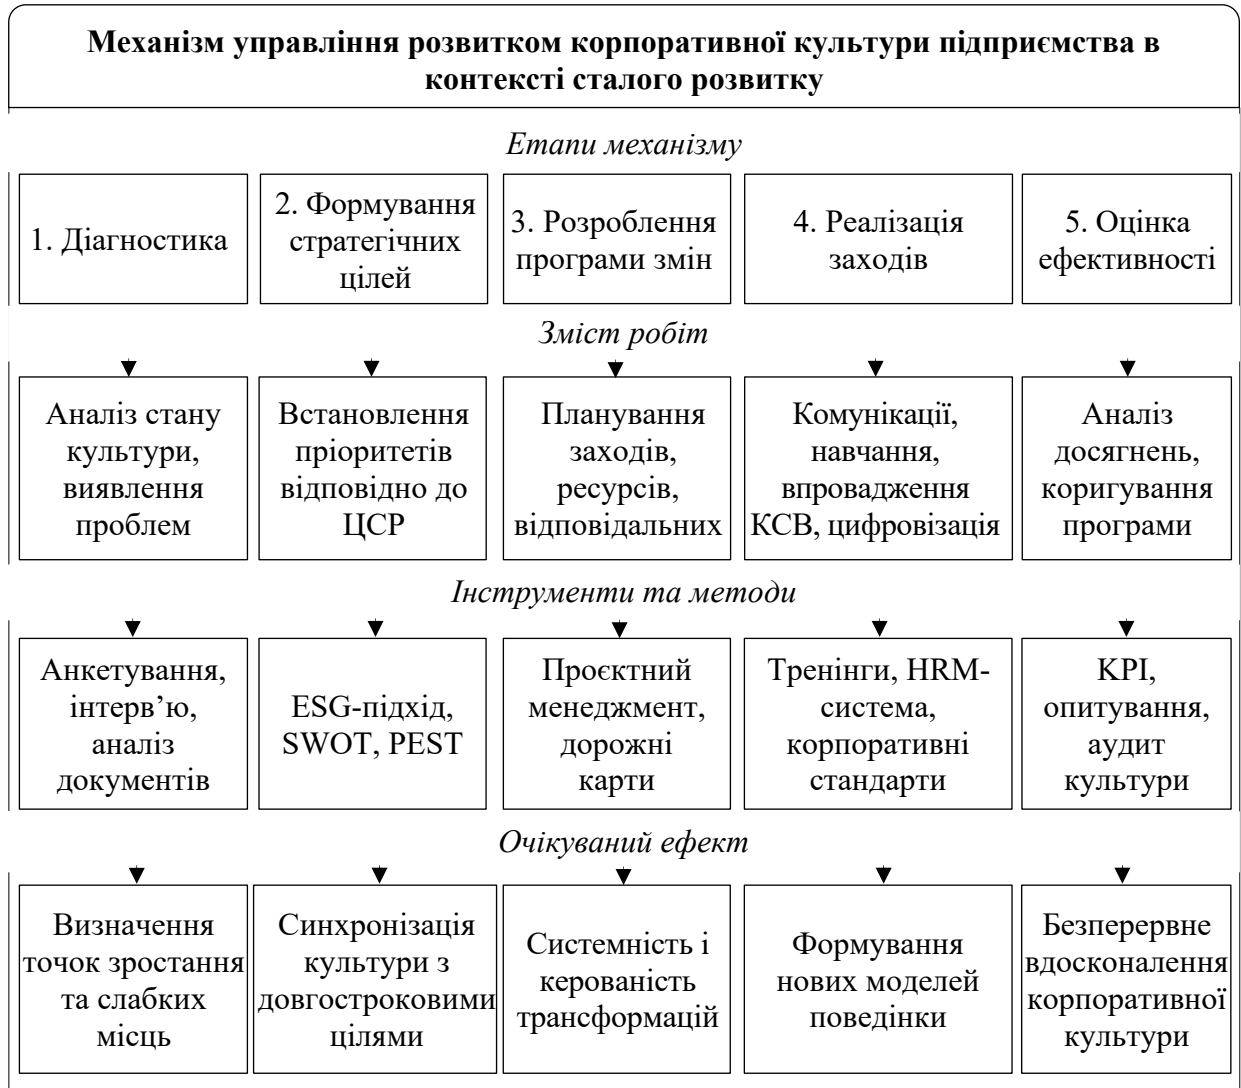 Механізм управління розвитком корпоративної культури підприємства в
контексті сталого розвитку
Етапи механізму
1. Діагностика
2. Формування
стратегічних
цілей
3. Розроблення
програми змін
4. Реалізація
заходів
5. Оцінка
ефективності
Зміст робіт
Аналіз стану
культури,
виявлення
проблем
Встановлення
пріоритетів
відповідно до
ЦСР
Планування
заходів,
ресурсів,
відповідальних
Комунікації,
навчання,
впровадження
КСВ, цифровізація
Аналіз
досягнень,
коригування
програми
Інструменти та методи
Анкетування,
інтерв’ю,
аналіз
документів
ESG-підхід,
SWOT, PEST
Проєктний
менеджмент,
дорожні
карти
Тренінги, HRM-
система,
корпоративні
стандарти
KPI,
опитування,
аудит
культури
Очікуваний ефект
Визначення
точок зростання
та слабких
місць
Синхронізація
культури з
довгостроковими
цілями
Системність і
керованість
трансформацій
Формування
нових моделей
поведінки
Безперервне
вдосконалення
корпоративної
культури